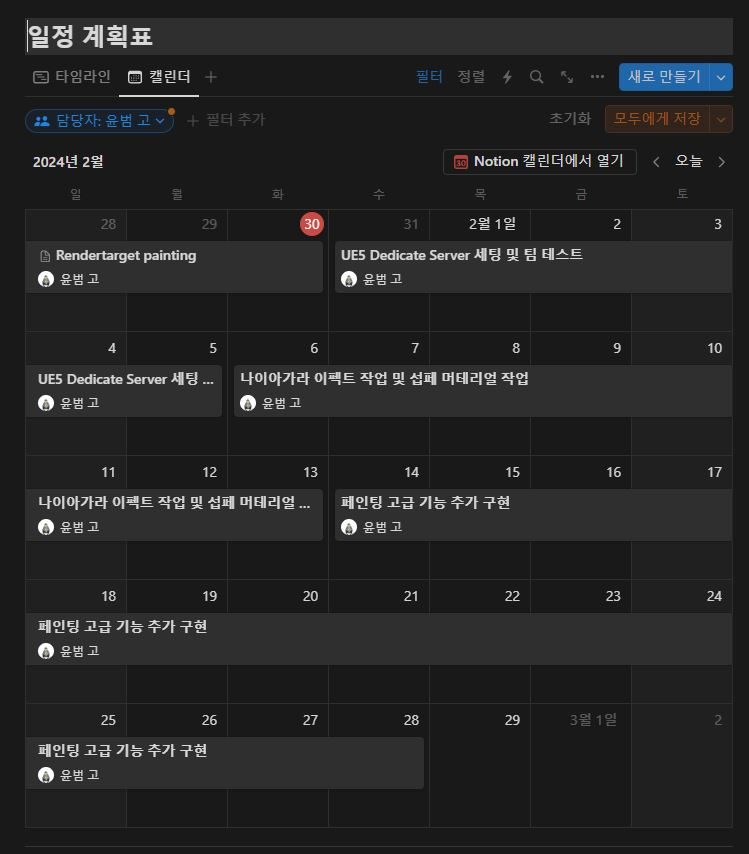 일정 계획표
타임라인 캘린더 필터 정렬 새로 만들기
담당자: 윤범 고 필터 추가 초기화 모두에게 저장
2024년 2월 30 Notion 캘린더에서 열기 오늘
일 월 화 수 목 금 토
28 29 30 31 2월 1일 2 3
Rendertarget painting UE5 Dedicate Server 세팅 및 팀 테스트
윤범 고 윤범 고
4 5 6 7 8 9 10
UE5 Dedicate Server 세팅 ... 나이아가라 이펙트 작업 및 섭페 머테리얼 작업
윤범 고 윤범 고
11 12 13 14 15 16 17
나이아가라 이펙트 작업 및 섭페 머테리얼 ... 페인팅 고급 기능 추가 구현
윤범 고 윤범 고
18 19 20 21 22 23 24
페인팅 고급 기능 추가 구현
윤범 고
25 26 27 28 29 3월 1일 2
페인팅 고급 기능 추가 구현
윤범 고